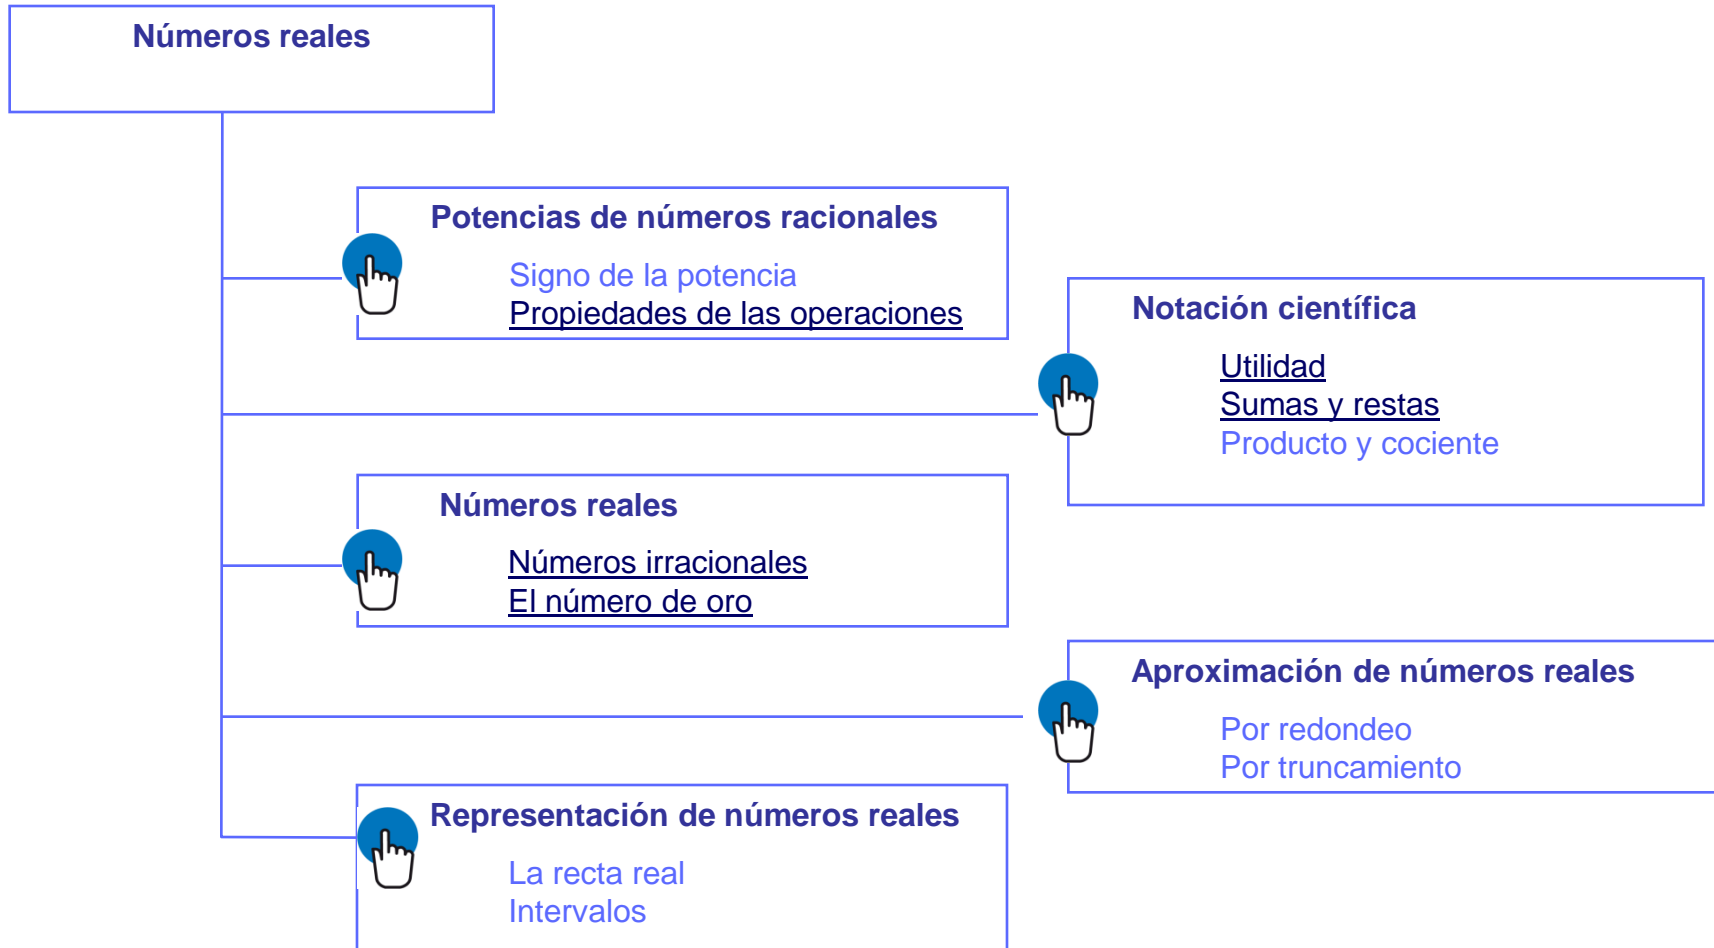 Números reales
Potencias de números racionales
Signo de la potencia
Propiedades de las operaciones
Notación científica
Utilidad
Sumas y restas
Producto y cociente
Números reales
Números irracionales
El número de oro
Aproximación de números reales
Por redondeo
Por truncamiento
Representación de números reales
La recta real
Intervalos